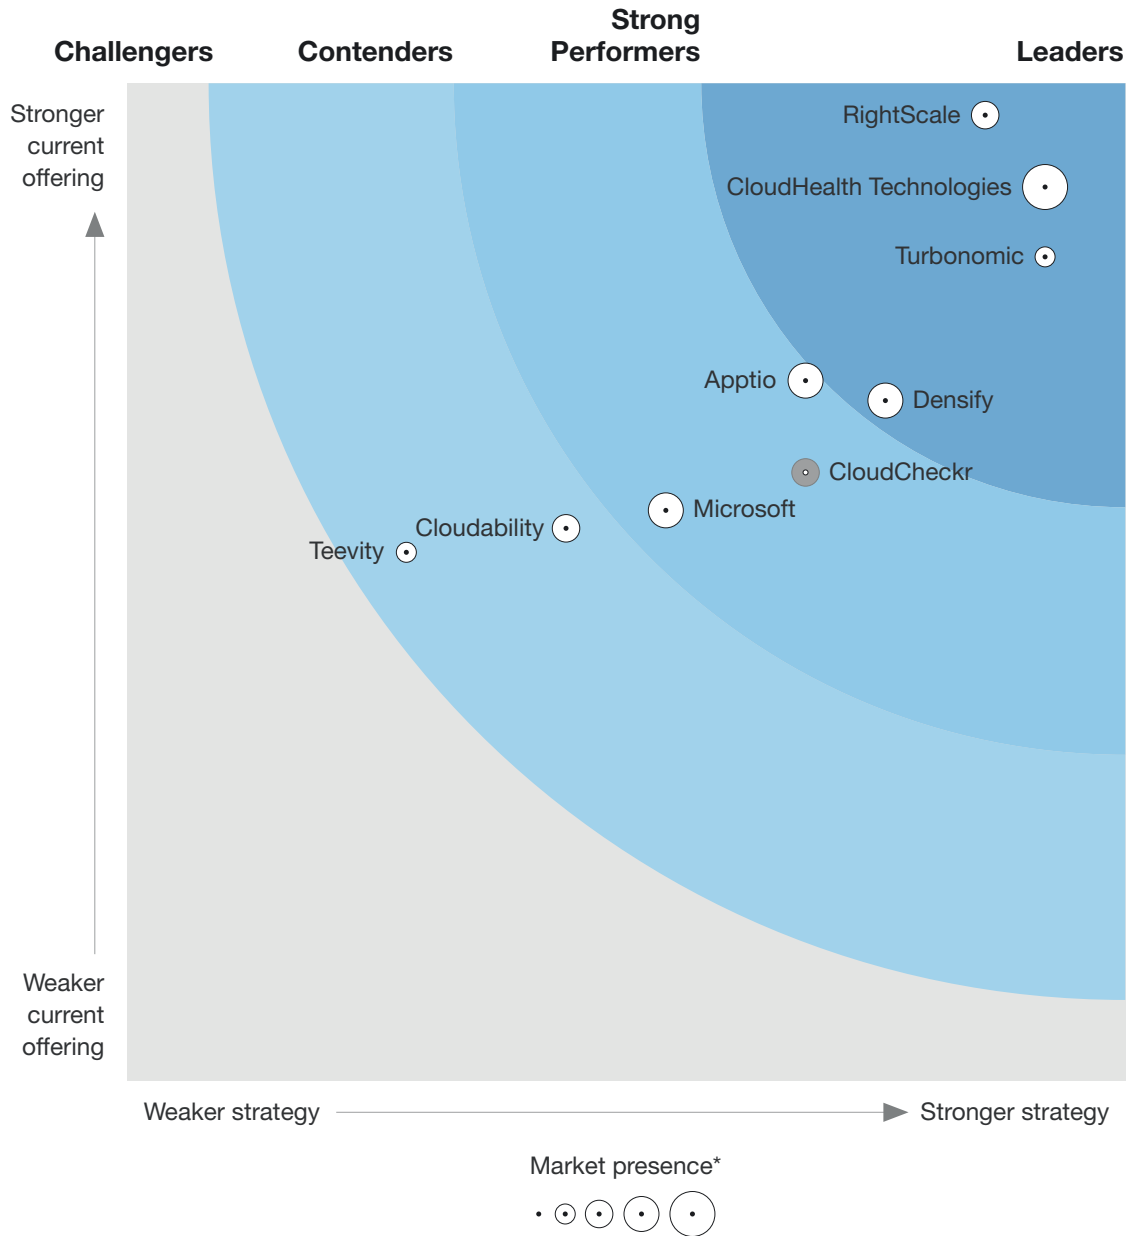 Challengers
Contenders
Strong
Performers
Leaders
Stronger
current
offering
RightScale
CloudHealth Technologies
Turbonomic
Apptio
Densify
CloudCheckr
Microsoft
Cloudability
Teevity
Weaker
current
offering
Weaker strategy
Stronger strategy
Market presence*